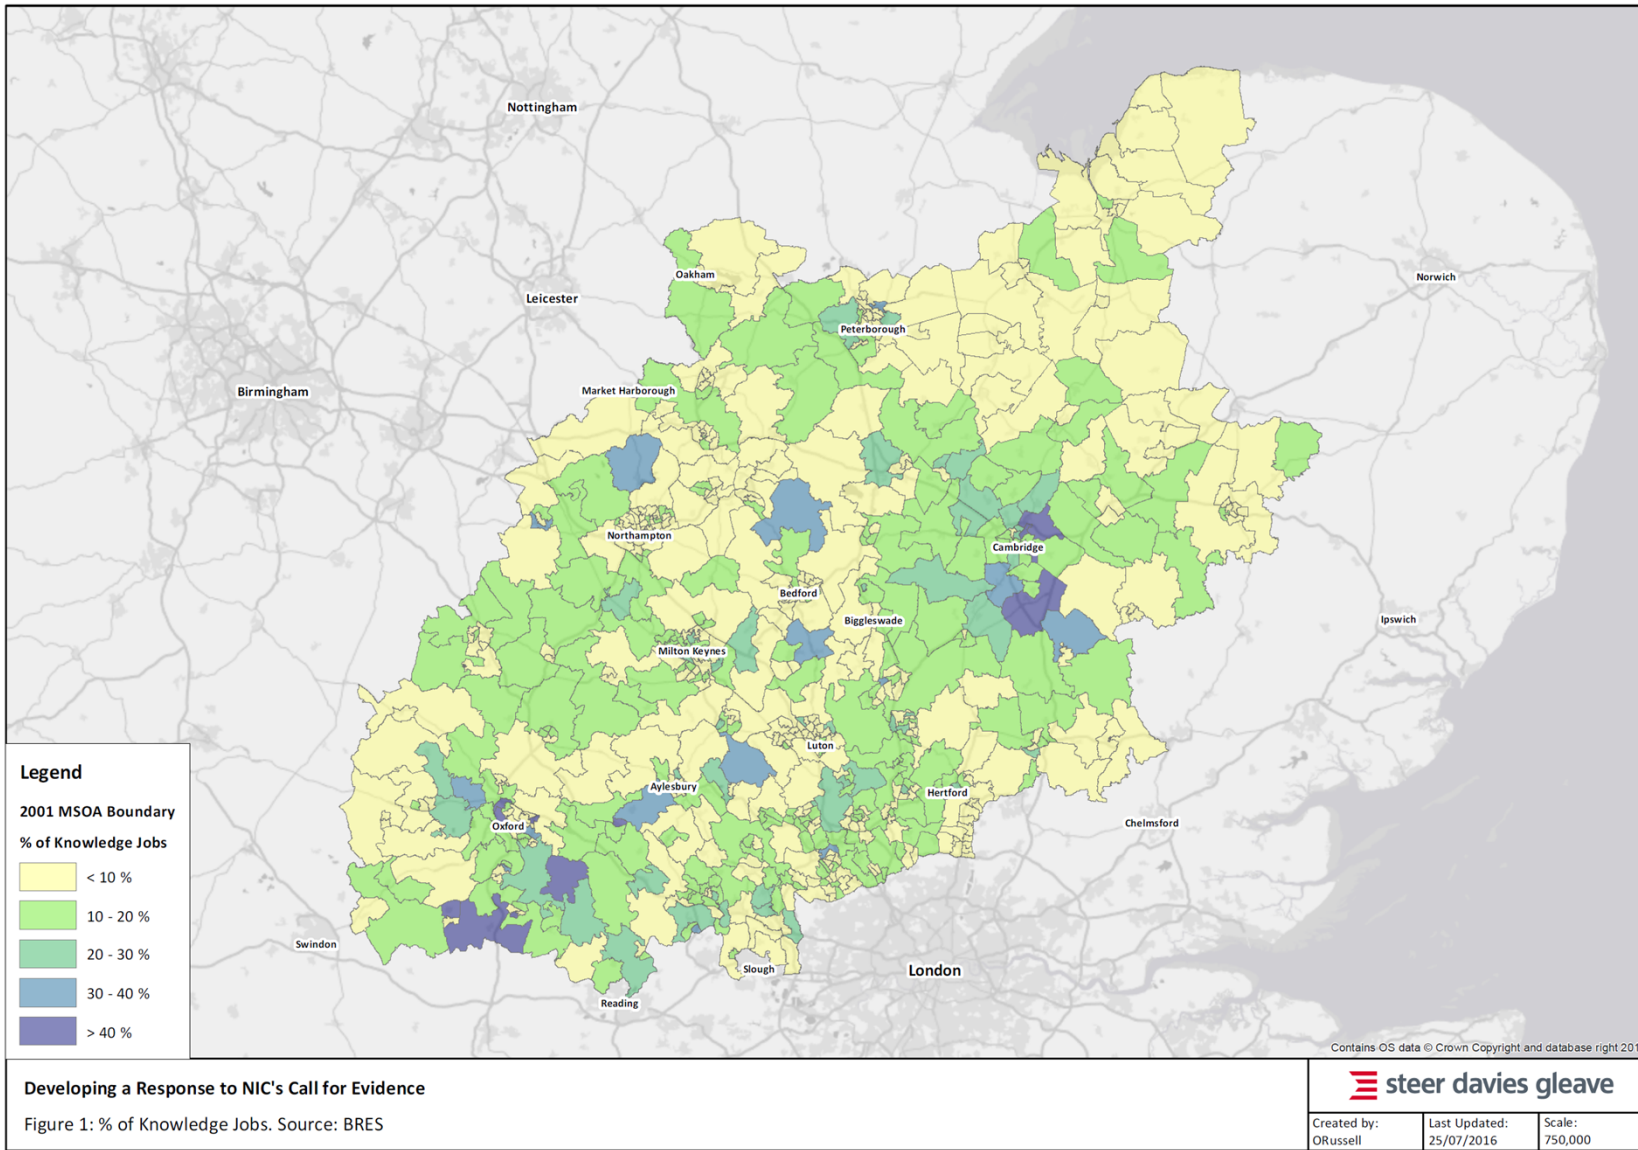 Nottingham
Norwich
Oakham
Leicester
Peterborough
Market Harborough
Birmingham
Northampton
Cambridge
Bedford
Biggleswade
Ipswich
Milton Keynes
Luton
Aylesbury
Hertford
Oxford
Chelmsford
Swindon
Slough
London
Reading
Legend
2001 MSOA Boundary
% of Knowledge Jobs
< 10 %
10 - 20 %
20 - 30 %
30 - 40 %
> 40 %
Contains OS data © Crown Copyright and database right 201
Developing a Response to NIC's Call for Evidence
Figure 1: % of Knowledge Jobs. Source: BRES
steer davies gleave
Created by:
ORussell
Last Updated:
25/07/2016
Scale:
750,000